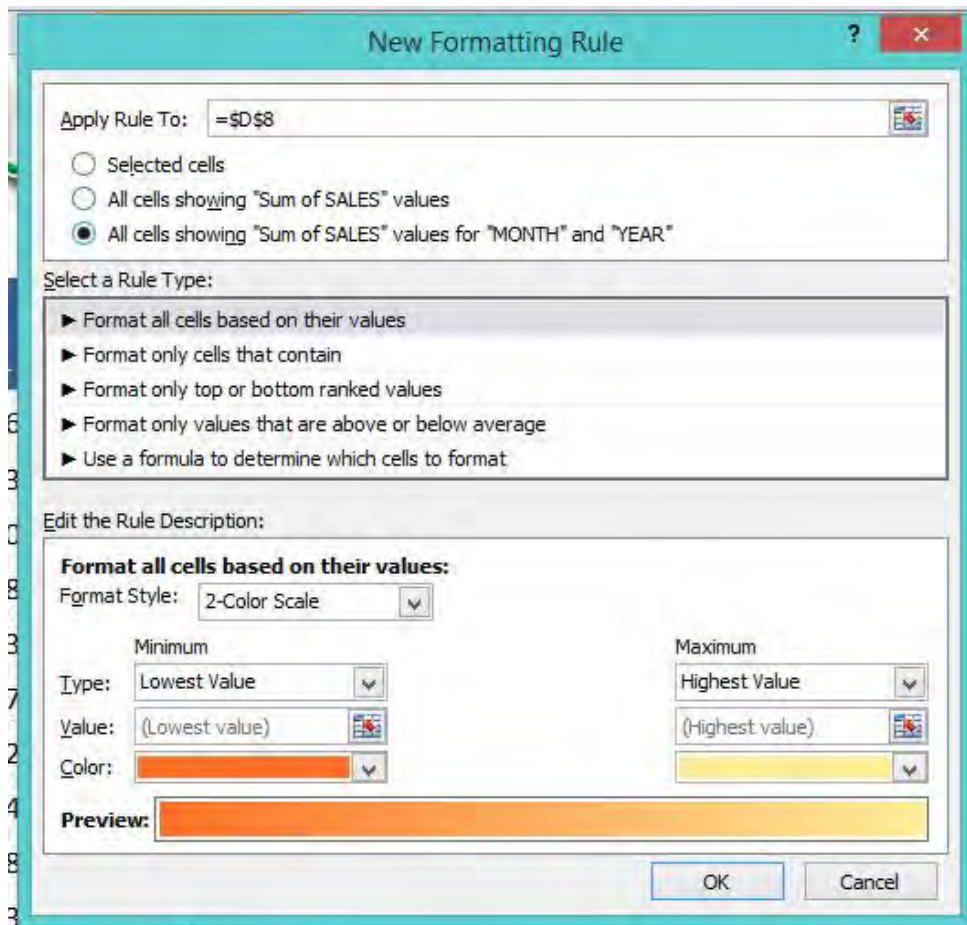 New Formatting Rule
?
×
Apply Rule To: =$D$8
Selected cells
All cells showing "Sum of SALES" values
All cells showing "Sum of SALES" values for "MONTH" and "YEAR"
Select a Rule Type:
► Format all cells based on their values
► Format only cells that contain
► Format only top or bottom ranked values
► Format only values that are above or below average
► Use a formula to determine which cells to format
Edit the Rule Description:
Format all cells based on their values:
Format Style: 2-Color Scale
Minimum Maximum
Type: Lowest Value Highest Value
Value: (Lowest value) (Highest value)
Color:
Preview:
OK Cancel